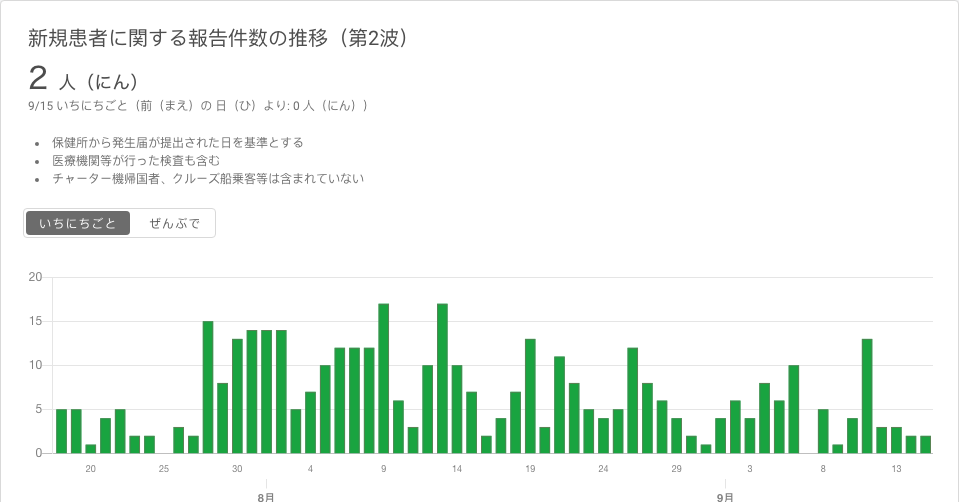 新規患者に関する報告件数の推移（第2波）
2 人（にん）
9/15 いちにちごと（前（まえ）の 日（ひ）より: 0 人（にん））
• 保健所から発生届が提出された日を基準とする
• 医療機関等が行った検査も含む
• チャーター機帰国者、クルーズ船乗客等は含まれていない
いちにちごと ぜんぶで
20
15
10
5
0
20 25 30 4 9 14 19 24 29 3 8 13
8月 9月